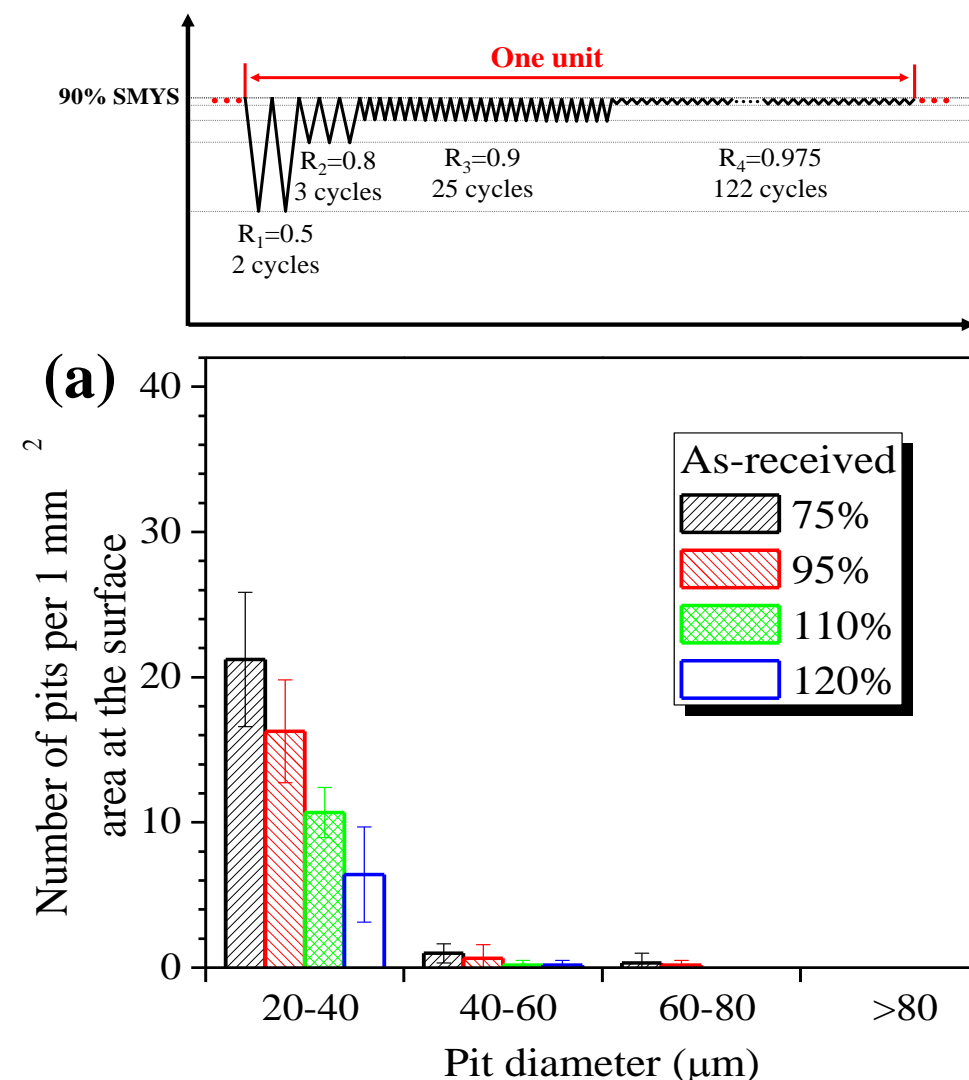 One unit
90% SMYS
R₁=0.5
2 cycles
R₂=0.8
3 cycles
R₃=0.9
25 cycles
R₄=0.975
122 cycles
(a)
Number of pits per 1 mm²
area at the surface
40
30
20
10
0
As-received
75%
95%
110%
120%
20-40
40-60
60-80
>80
Pit diameter (μm)